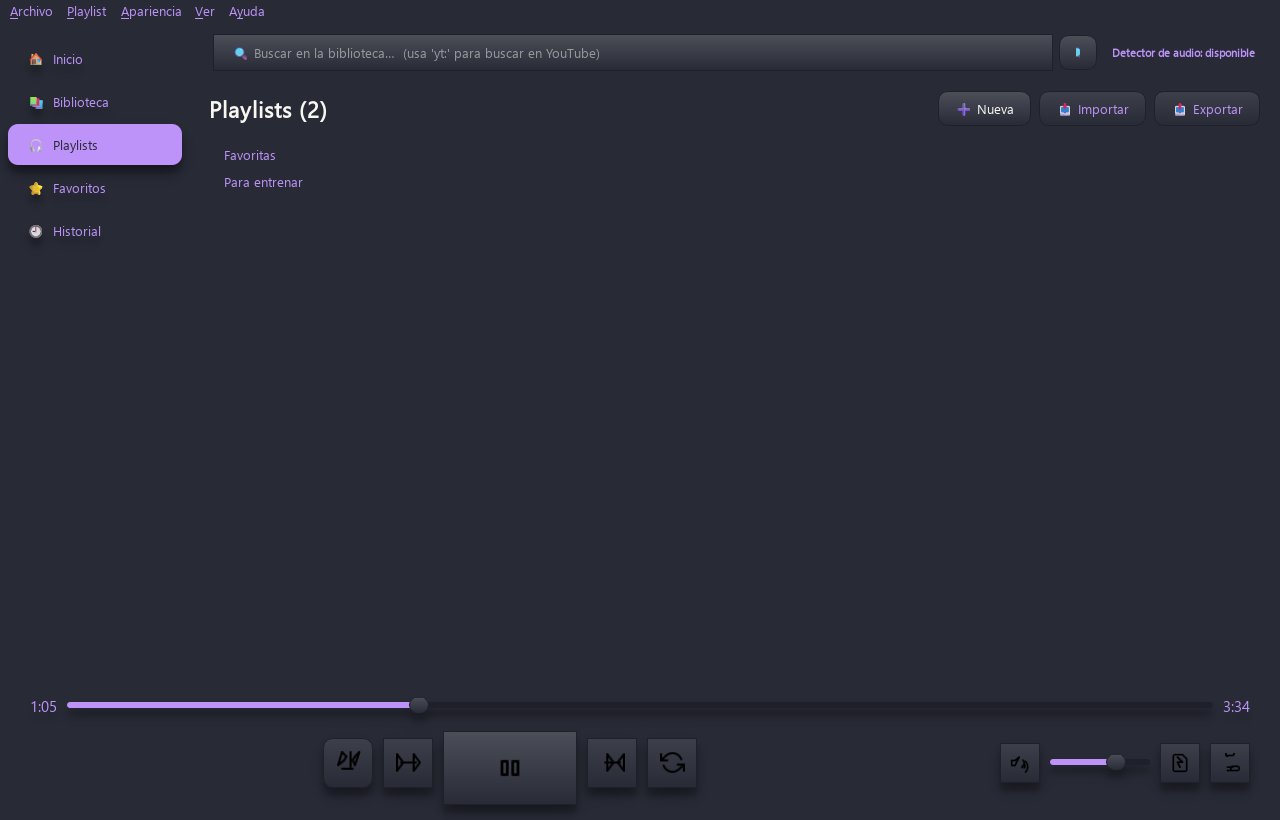 Archivo Playlist Apariencia Ver Ayuda
Buscar en la biblioteca... (usa 'yt:' para buscar en YouTube)
Detector de audio: disponible
Inicio
Biblioteca
Playlists
Favoritos
Historial
Playlists (2)
Nueva
Importar
Exportar
Favoritas
Para entrenar
1:05
3:34